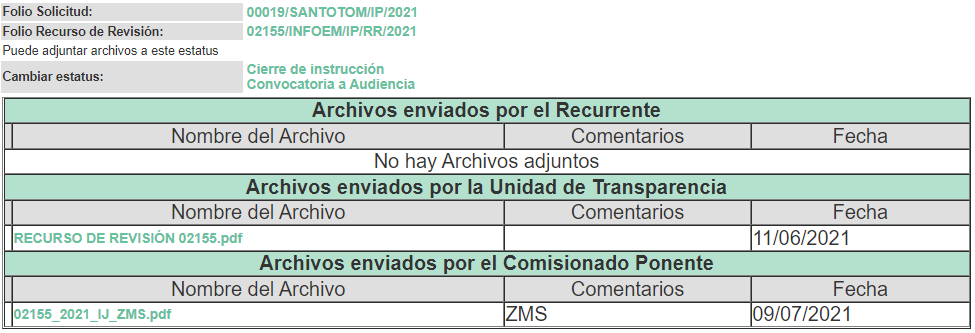 Folio Solicitud: 00019/SANTOTOM/IP/2021
Folio Recurso de Revisión: 02155/INFOEM/IP/RR/2021
Puede adjuntar archivos a este estatus
Cambiar estatus: Cierre de instrucción
Convocatoria a Audiencia
Archivos enviados por el Recurrente
Nombre del Archivo Comentarios Fecha
No hay Archivos adjuntos
Archivos enviados por la Unidad de Transparencia
Nombre del Archivo Comentarios Fecha
RECURSO DE REVISIÓN 02155.pdf 11/06/2021
Archivos enviados por el Comisionado Ponente
Nombre del Archivo Comentarios Fecha
02155_2021_IJ_ZMS.pdf ZMS 09/07/2021